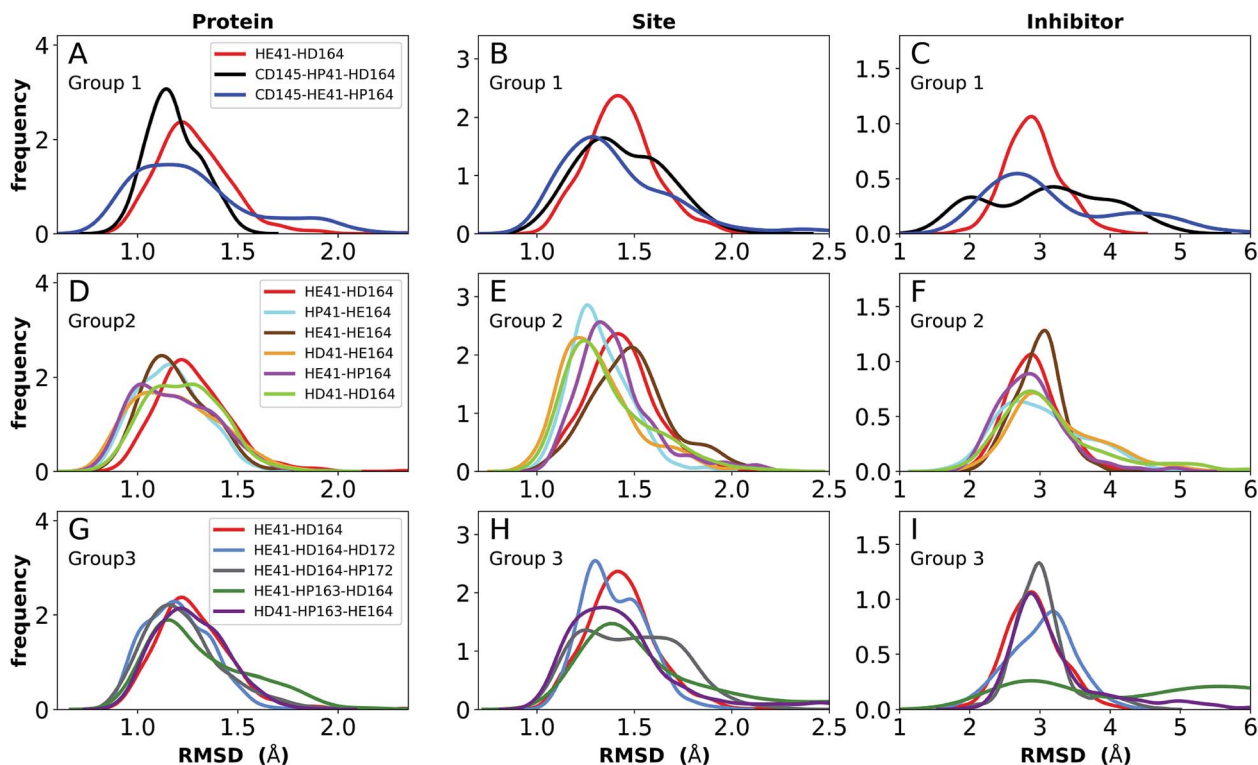 Protein
Site
Inhibitor
A
Group 1
HE41-HD164
CD145-HP41-HD164
CD145-HE41-HP164
frequency
4
2
0
1.0 1.5 2.0
B
Group 1
3
2
1
0
1.0 1.5 2.0 2.5
C
Group 1
1.5
1.0
0.5
0.0
1 2 3 4 5 6
D
Group2
HE41-HD164
HP41-HE164
HE41-HE164
HD41-HE164
HE41-HP164
HD41-HD164
frequency
4
2
0
1.0 1.5 2.0
E
Group 2
3
2
1
0
1.0 1.5 2.0 2.5
F
Group 2
1.5
1.0
0.5
0.0
1 2 3 4 5 6
G
Group3
HE41-HD164
HE41-HD164-HD172
HE41-HD164-HP172
HE41-HP163-HD164
HD41-HP163-HE164
frequency
4
2
0
1.0 1.5 2.0
RMSD (Å)
H
Group 3
3
2
1
0
1.0 1.5 2.0 2.5
RMSD (Å)
I
Group 3
1.5
1.0
0.5
0.0
1 2 3 4 5 6
RMSD (Å)